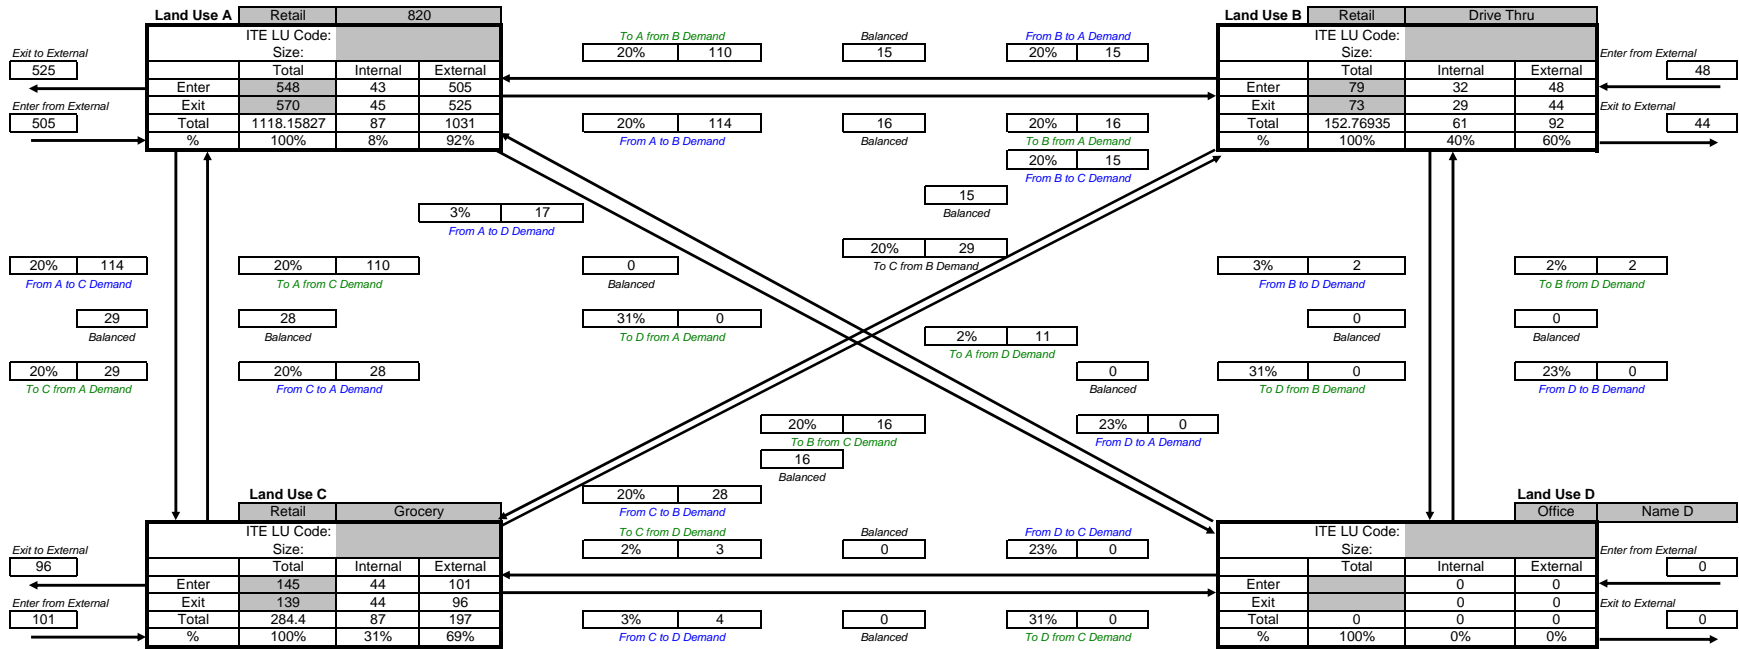 Land Use A Retail 820 Land Use B Retail Drive Thru
ITE LU Code: To A from B Demand Balanced From B to A Demand ITE LU Code:
Exit to External Size: 20% 110 15 20% 15 Size: Enter from External
525 Total Internal External Total Internal External 48
Enter 548 43 505 Enter 79 32 48
Enter from External Exit 570 45 525 Exit 73 29 44 Exit to External
505 Total 1118.15827 87 1031 20% 114 16 20% 16 Total 152.76935 61 92 44
% 100% 8% 92% From A to B Demand Balanced To B from A Demand % 100% 40% 60%
20% 15
From B to C Demand
15
Balanced
3% 17
From A to D Demand
20% 29
To C from B Demand
20% 114 20% 110 0 3% 2 2% 2
From A to C Demand To A from C Demand Balanced From B to D Demand To B from D Demand
29 28 31% 0 0 0
Balanced Balanced To D from A Demand Balanced Balanced
2% 11
To A from D Demand
20% 29 20% 28 0 31% 0 23% 0
To C from A Demand From C to A Demand Balanced To D from B Demand From D to B Demand
20% 16 23% 0
To B from C Demand From D to A Demand
16
Balanced
Land Use C 20% 28 Land Use D
Retail Grocery From C to B Demand Office Name D
ITE LU Code: To C from D Demand Balanced From D to C Demand ITE LU Code:
Exit to External Size: 2% 3 0 23% 0 Size: Enter from External
96 Total Internal External Total Internal External 0
Enter 145 44 101 Enter 0 0
Enter from External Exit 139 44 96 Exit 0 0 Exit to External
101 Total 284.4 87 197 3% 4 0 31% 0 Total 0 0 0 0
% 100% 31% 69% From C to D Demand Balanced To D from C Demand % 100% 0% 0%